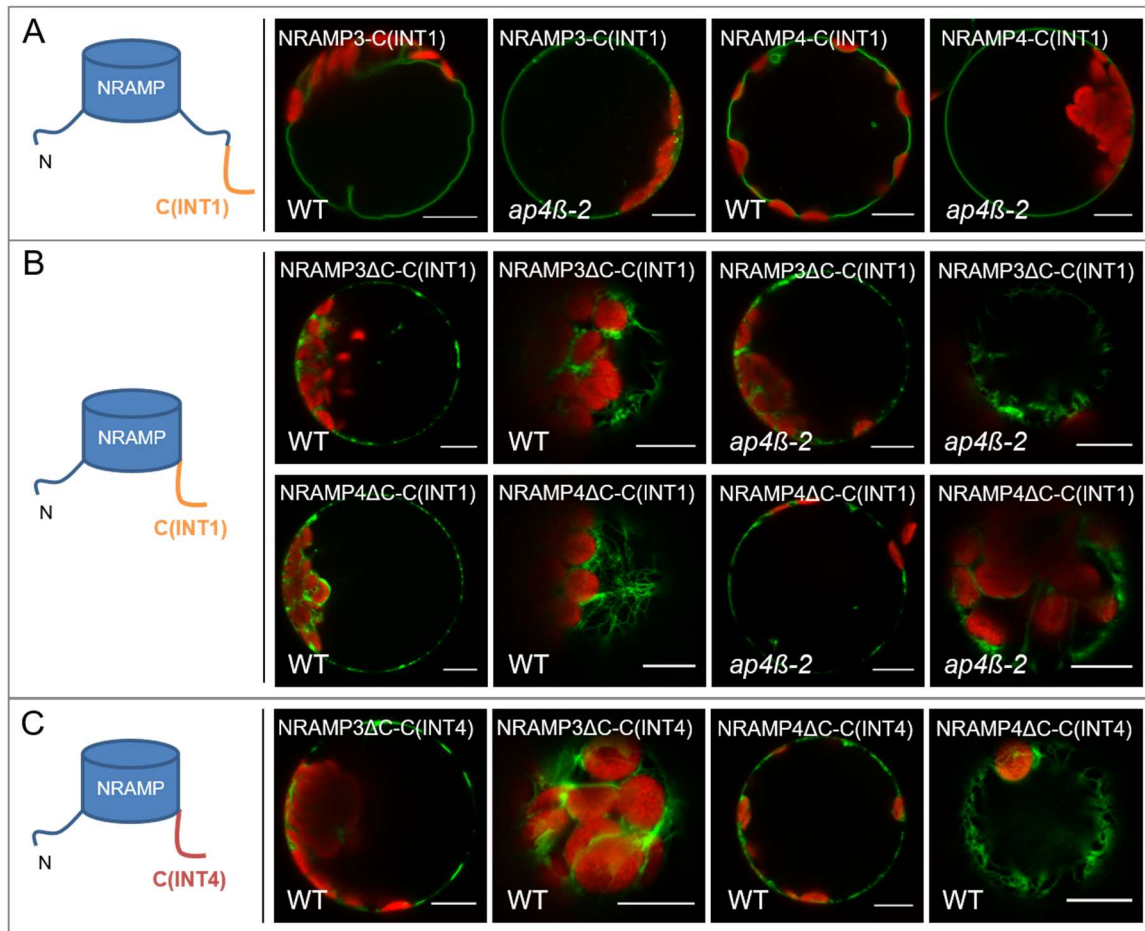 A
NRAMP
N
C(INT1)
NRAMP3-C(INT1)
WT
NRAMP3-C(INT1)
ap4ß-2
NRAMP4-C(INT1)
WT
NRAMP4-C(INT1)
ap4ß-2
B
NRAMP
N
C(INT1)
NRAMP3ΔC-C(INT1)
WT
NRAMP3ΔC-C(INT1)
WT
NRAMP3ΔC-C(INT1)
ap4ß-2
NRAMP3ΔC-C(INT1)
ap4ß-2
NRAMP4ΔC-C(INT1)
WT
NRAMP4ΔC-C(INT1)
WT
NRAMP4ΔC-C(INT1)
ap4ß-2
NRAMP4ΔC-C(INT1)
ap4ß-2
C
NRAMP
N
C(INT4)
NRAMP3ΔC-C(INT4)
WT
NRAMP3ΔC-C(INT4)
WT
NRAMP4ΔC-C(INT4)
WT
NRAMP4ΔC-C(INT4)
WT